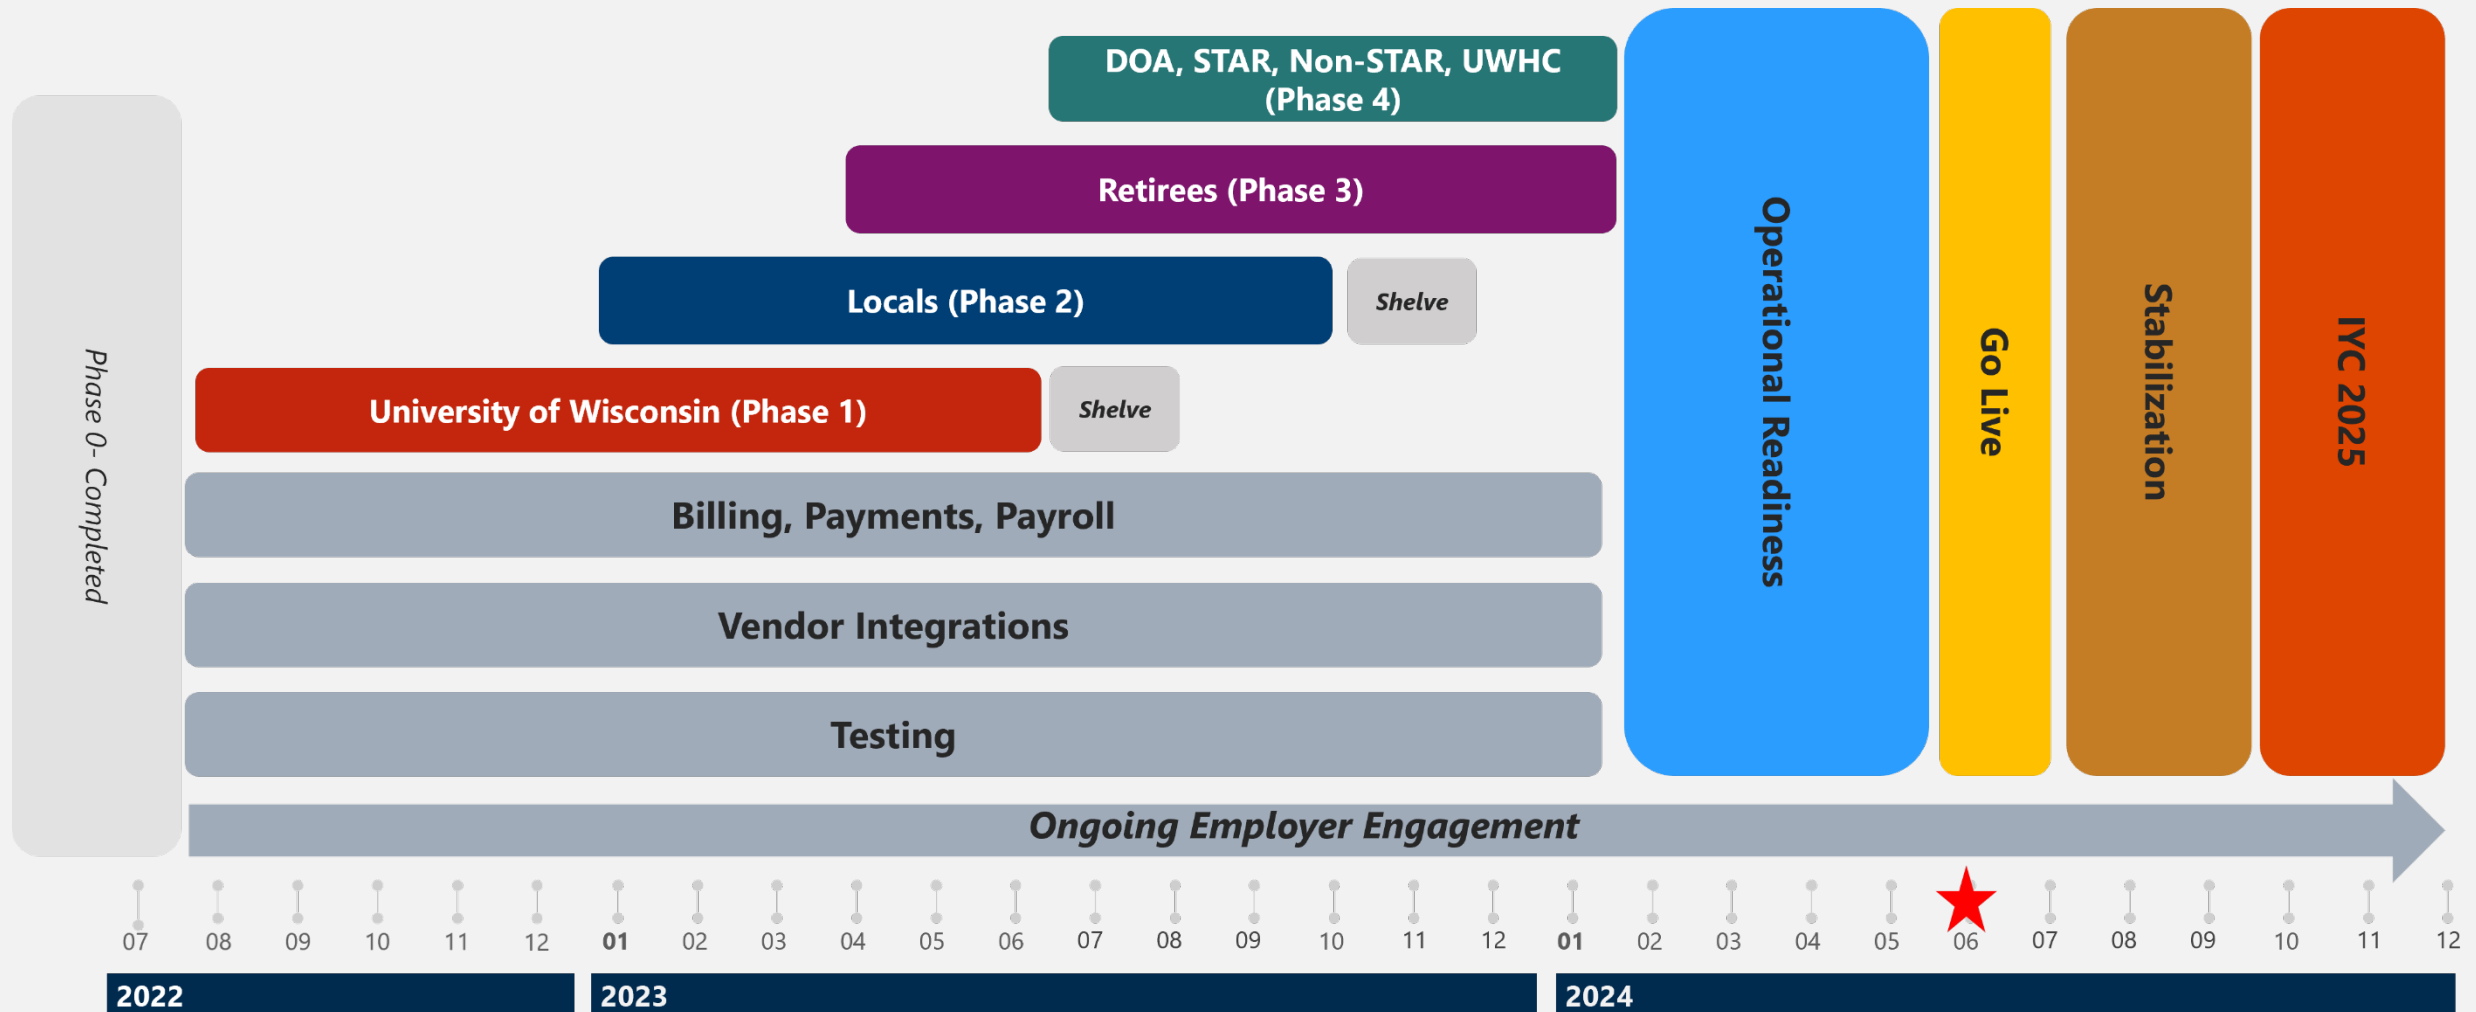 DOA, STAR, Non-STAR, UWHC
(Phase 4)
Retirees (Phase 3)
Locals (Phase 2)
Shelve
University of Wisconsin (Phase 1)
Shelve
Billing, Payments, Payroll
Vendor Integrations
Testing
Phase 0- Completed
Operational Readiness
Go Live
Stabilization
IYC 2025
Ongoing Employer Engagement
07 08 09 10 11 12 01 02 03 04 05 06 07 08 09 10 11 12 01 02 03 04 05 06 07 08 09 10 11 12
2022 2023 2024